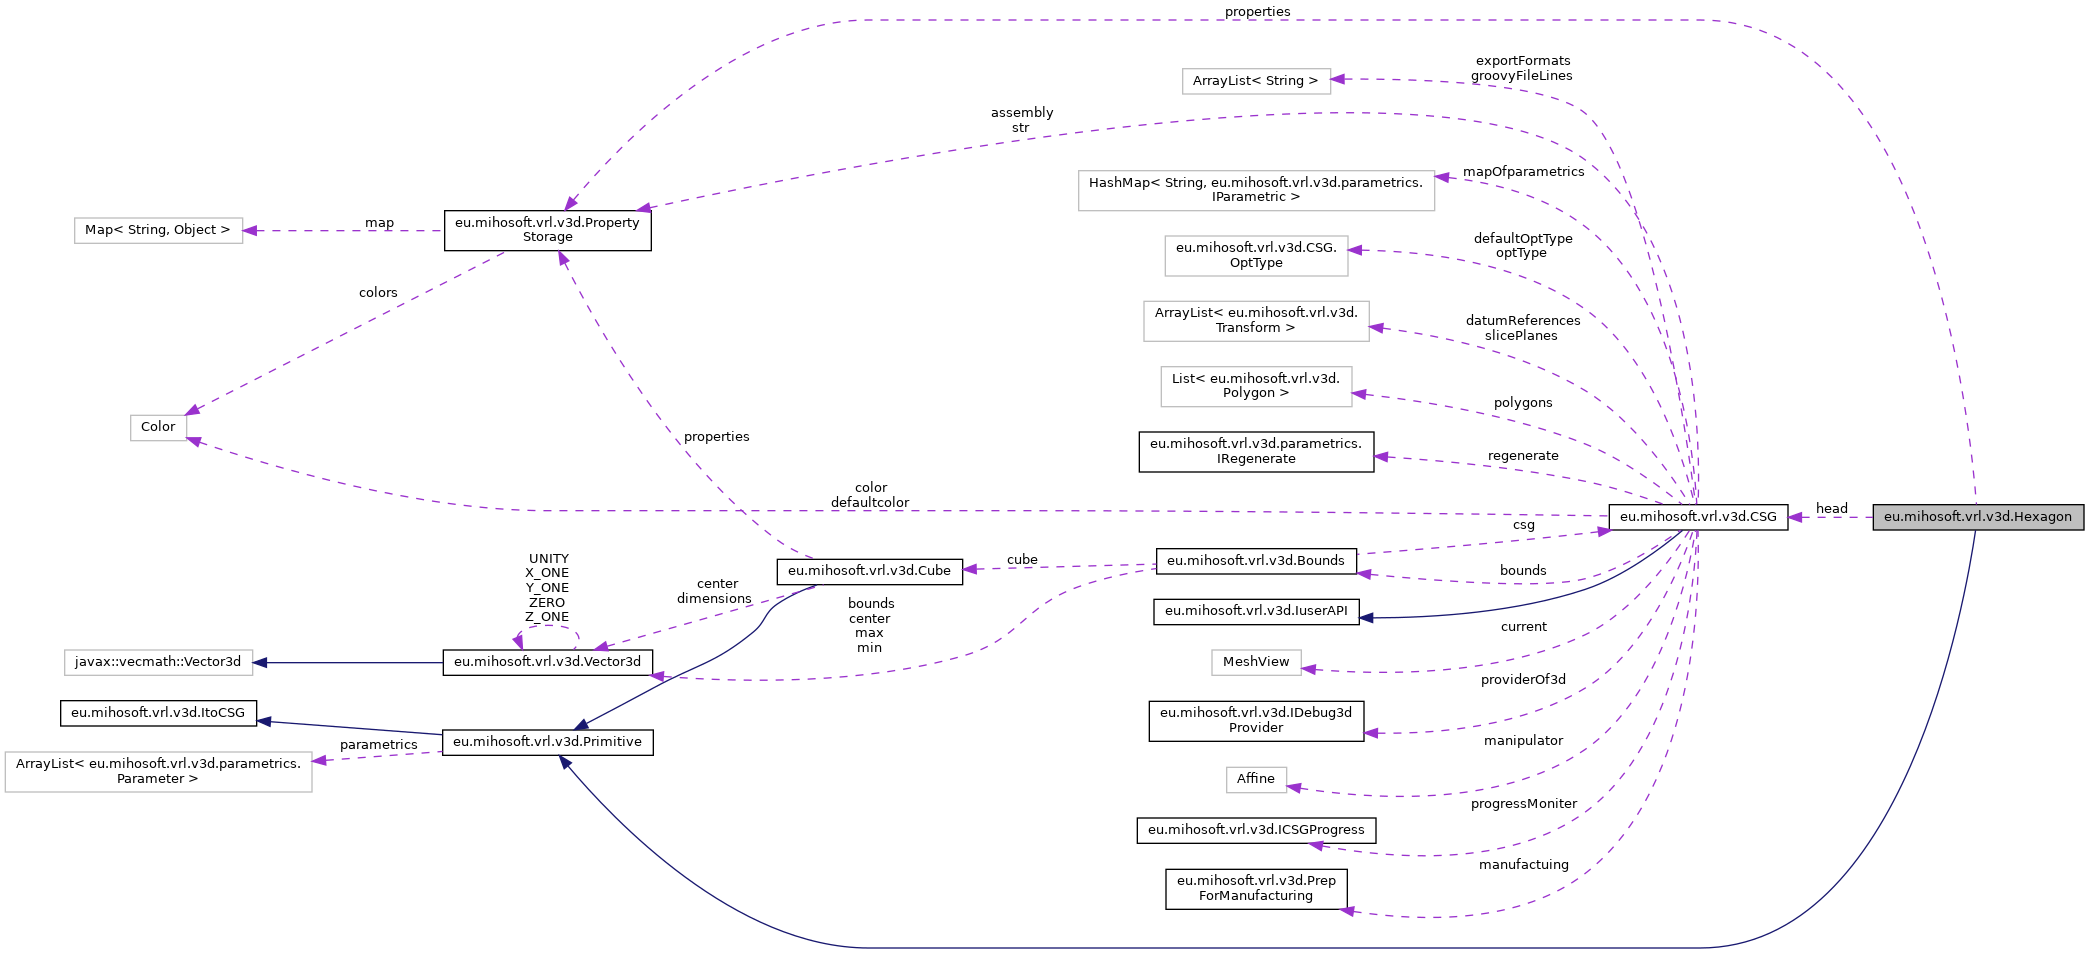 properties
exportFormats
groovyFileLines
ArrayList< String >
assembly
str
mapOfparametrics
HashMap< String, eu.mihosoft.vrl.v3d.parametrics.
IParametric >
map
Map< String, Object >
eu.mihosoft.vrl.v3d.Property
Storage
defaultOptType
optType
eu.mihosoft.vrl.v3d.CSG.
OptType
colors
ArrayList< eu.mihosoft.vrl.v3d.
Transform >
datumReferences
slicePlanes
List< eu.mihosoft.vrl.v3d.
Polygon >
polygons
Color
properties
eu.mihosoft.vrl.v3d.parametrics.
IRegenerate
regenerate
color
defaultcolor
eu.mihosoft.vrl.v3d.CSG
head
eu.mihosoft.vrl.v3d.Hexagon
csg
UNITY
X_ONE
Y_ONE
ZERO
Z_ONE
eu.mihosoft.vrl.v3d.Cube
cube
eu.mihosoft.vrl.v3d.Bounds
bounds
center
dimensions
bounds
center
max
min
eu.mihosoft.vrl.v3d.IuserAPI
current
javax::vecmath::Vector3d
eu.mihosoft.vrl.v3d.Vector3d
MeshView
providerOf3d
eu.mihosoft.vrl.v3d.ItoCSG
eu.mihosoft.vrl.v3d.IDebug3d
Provider
eu.mihosoft.vrl.v3d.Primitive
parametrics
manipulator
ArrayList< eu.mihosoft.vrl.v3d.parametrics.
Parameter >
Affine
progressMoniter
eu.mihosoft.vrl.v3d.ICSGProgress
manufactuing
eu.mihosoft.vrl.v3d.Prep
ForManufacturing